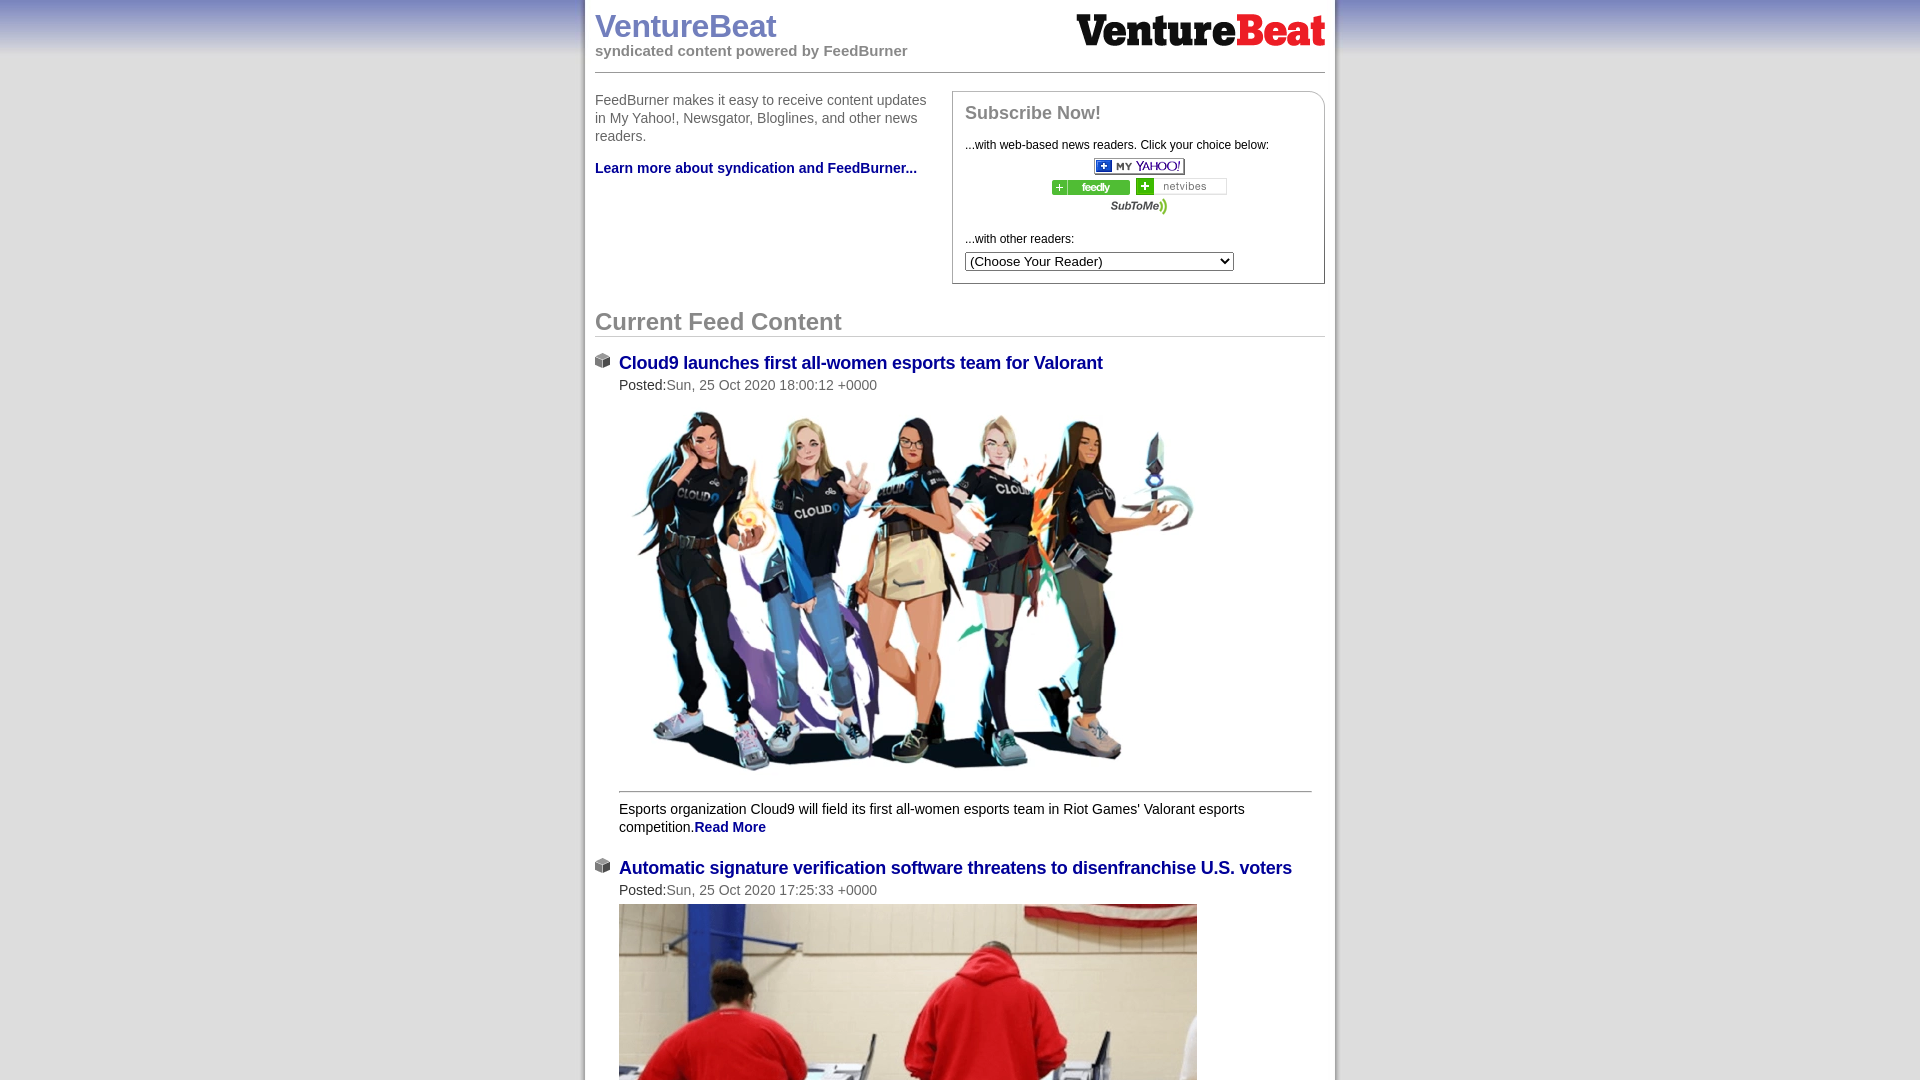 VentureBeat
syndicated content powered by FeedBurner
VentureBeat
FeedBurner makes it easy to receive content updates
in My Yahoo!, Newsgator, Bloglines, and other news
readers.
Learn more about syndication and FeedBurner...
Subscribe Now!
...with web-based news readers. Click your choice below:
MY YAHOO!
feedly
netvibes
SubToMe
...with other readers:
(Choose Your Reader)
Current Feed Content
Cloud9 launches first all-women esports team for Valorant
Posted:Sun, 25 Oct 2020 18:00:12 +0000
CLOUD9
CLOUD9
CLOUD9
CLOU
Esports organization Cloud9 will field its first all-women esports team in Riot Games' Valorant esports
competition.Read More
Automatic signature verification software threatens to disenfranchise U.S. voters
Posted:Sun, 25 Oct 2020 17:25:33 +0000